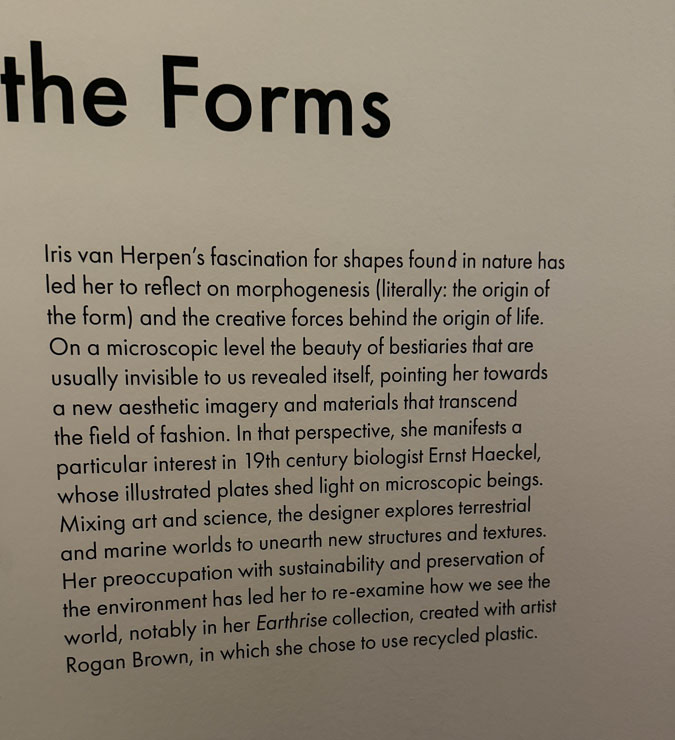 the Forms
Iris van Herpen's fascination for shapes found in nature has
led her to reflect on morphogenesis (literally: the origin of
the form) and the creative forces behind the origin of life.
On a microscopic level the beauty of bestiaries that are
usually invisible to us revealed itself, pointing her towards
a new aesthetic imagery and materials that transcend
the field of fashion. In that perspective, she manifests a
particular interest in 19th century biologist Ernst Haeckel,
whose illustrated plates shed light on microscopic beings.
Mixing art and science, the designer explores terrestrial
and marine worlds to unearth new structures and textures.
Her preoccupation with sustainability and preservation of
the environment has led her to re-examine how we see the
world, notably in her Earthrise collection, created with artist
Rogan Brown, in which she chose to use recycled plastic.